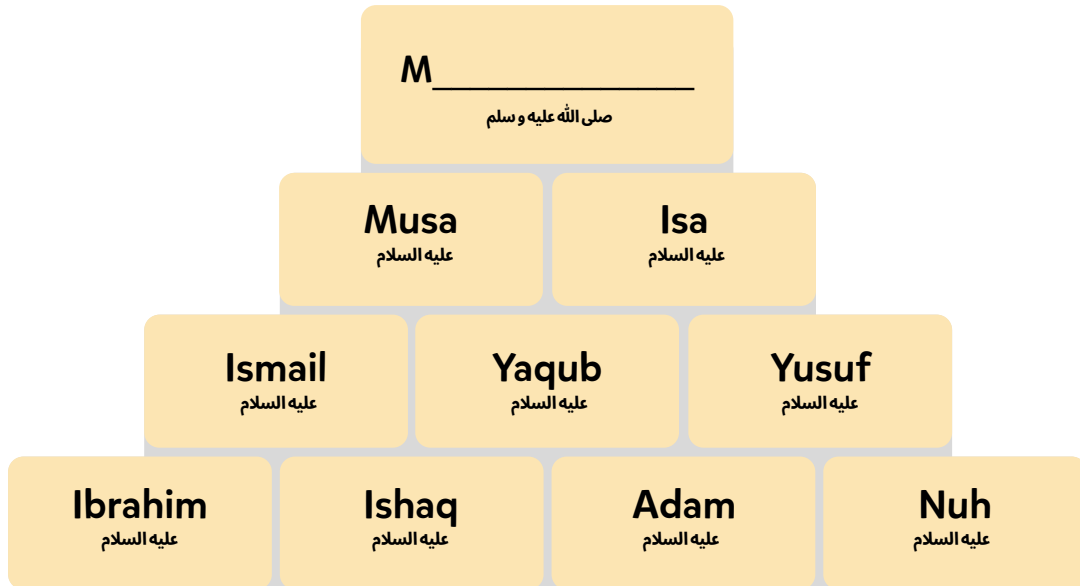 M______________
صلى الله عليه و سلم
Musa
عليه السلام
Isa
عليه السلام
Ismail
عليه السلام
Yaqub
عليه السلام
Yusuf
عليه السلام
Ibrahim
عليه السلام
Ishaq
عليه السلام
Adam
عليه السلام
Nuh
عليه السلام